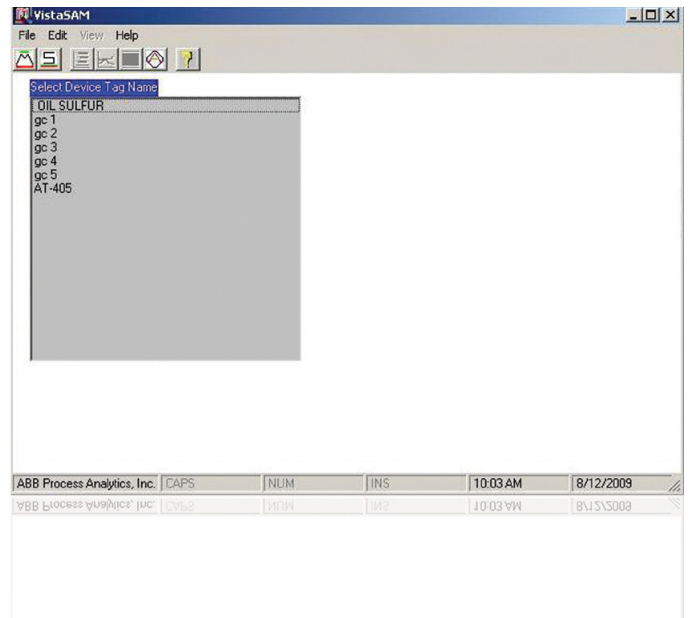 VistaSAM
File Edit View Help
Select Device Tag Name
OIL SULFUR
gc 1
gc 2
gc 3
gc 4
gc 5
AT-405
ABB Process Analytics, Inc. CAPS NUM INS 10:03 AM 8/12/2009